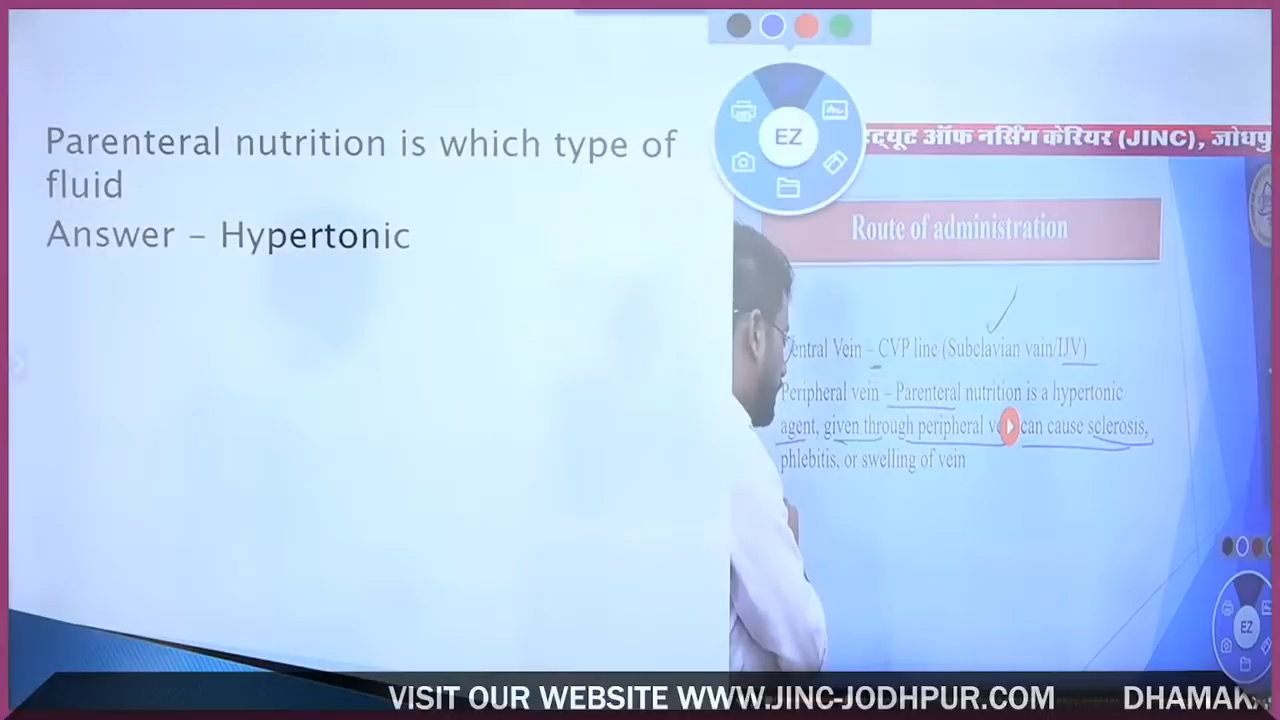 Parenteral nutrition is which type of
fluid
Answer – Hypertonic
EZ
ट्यूट ऑफ नर्सिंग केरियर (JINC), जोधपु
Route of administration
Central Vein – CVP line (Subclavian vain/IJV)
Peripheral vein – Parenteral nutrition is a hypertonic
agent, given through peripheral can cause sclerosis,
phlebitis, or swelling of vein
EZ
VISIT OUR WEBSITE WWW.JINC-JODHPUR.COM DHAMAK